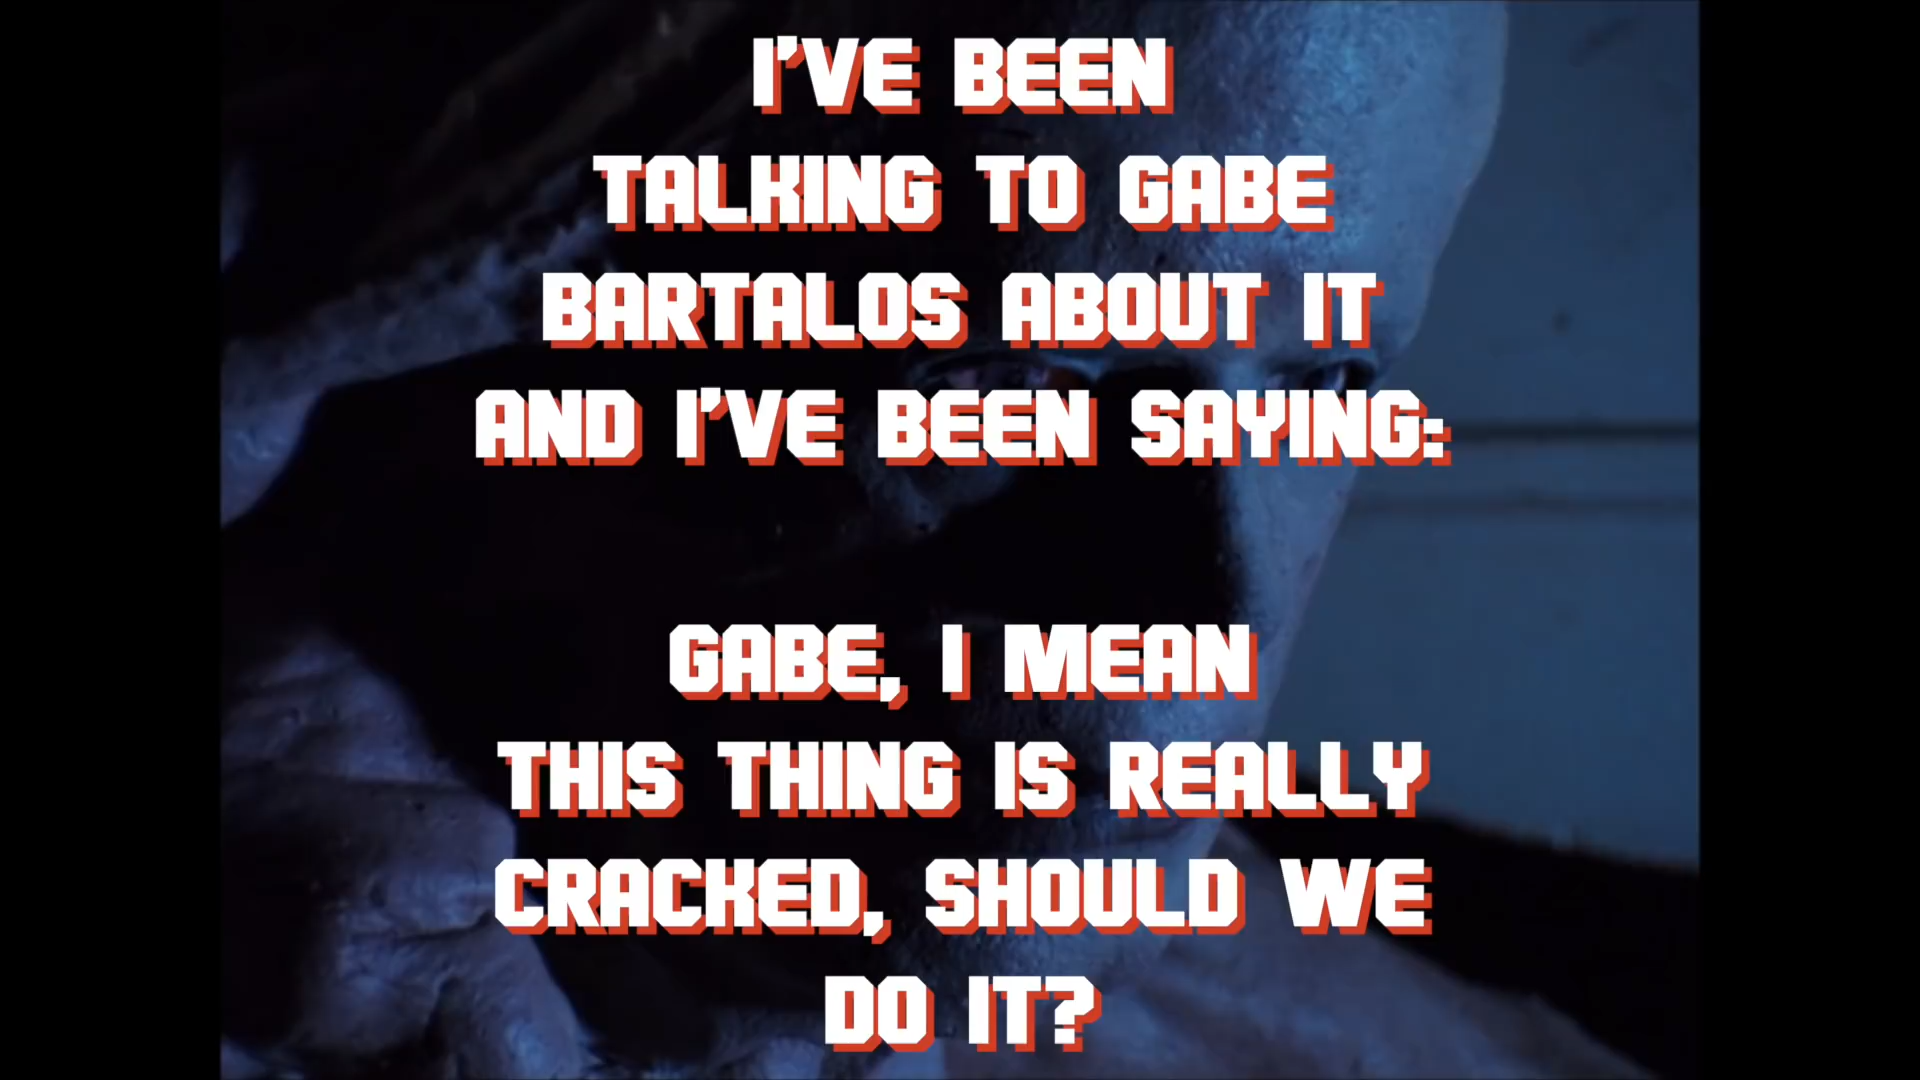 I'VE BEEN
TALKING TO GABE
BARTALOS ABOUT IT
AND I'VE BEEN SAYING:
GABE, I MEAN
THIS THING IS REALLY
CRACKED, SHOULD WE
DO IT?